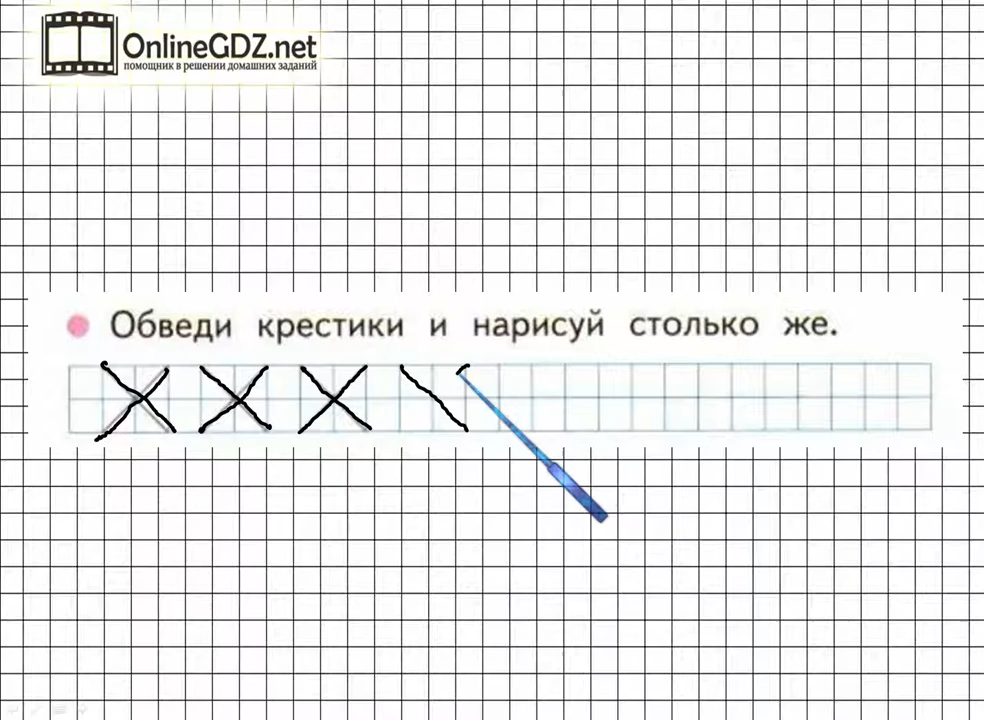 OnlineGDZ.net
помощник в решении домашних заданий
Обведи крестики и нарисуй столько же.